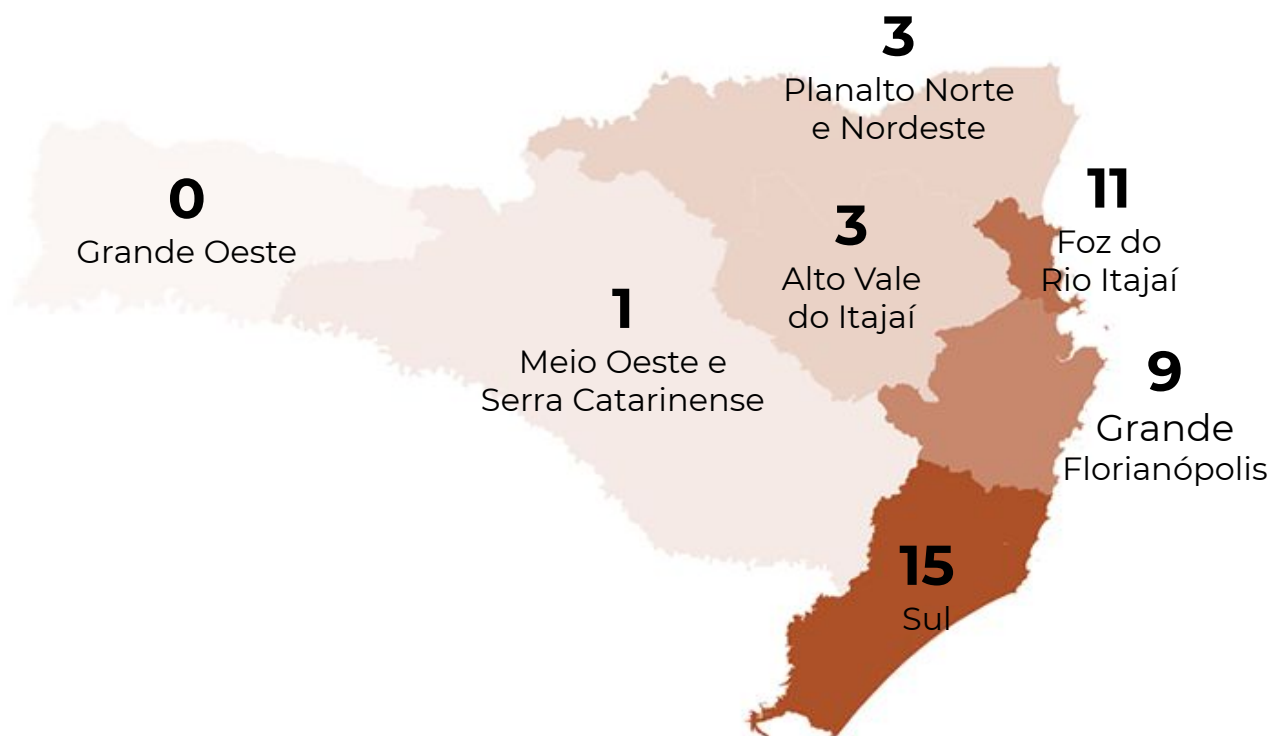 3
Planalto Norte
e Nordeste
0
Grande Oeste
11
Foz do
Rio Itajaí
3
Alto Vale
do Itajaí
1
Meio Oeste e
Serra Catarinense
9
Grande
Florianópolis
15
Sul